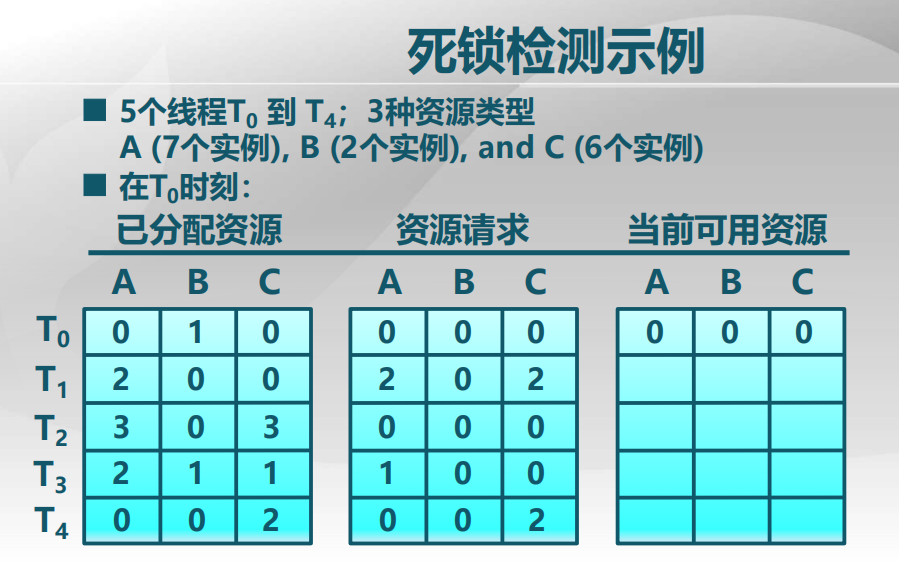 死锁检测示例
5个线程T0 到 T4；3种资源类型
A (7个实例), B (2个实例), and C (6个实例)
在T0时刻：
已分配资源 资源请求 当前可用资源
A B C A B C A B C
T0 0 1 0 0 0 0 0 0 0
T1 2 0 0 2 0 2
T2 3 0 3 0 0 0
T3 2 1 1 1 0 0
T4 0 0 2 0 0 2